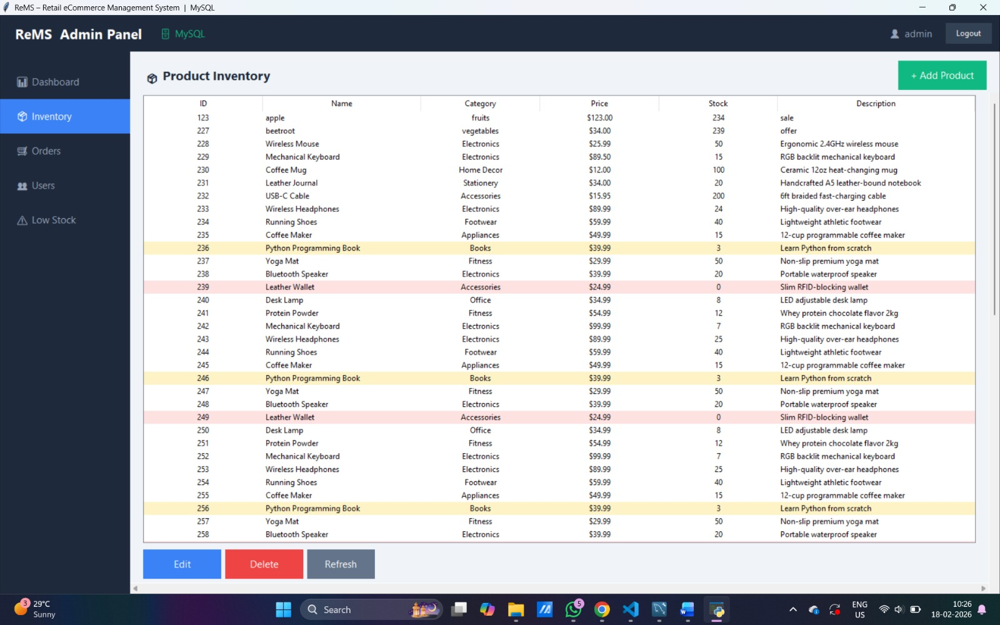 ReMS – Retail eCommerce Management System | MySQL
ReMS Admin Panel MySQL admin Logout
Dashboard
Inventory
Orders
Users
Low Stock
Product Inventory + Add Product
ID Name Category Price Stock Description
123 apple fruits $123.00 234 sale
227 beetroot vegetables $34.00 239 offer
228 Wireless Mouse Electronics $25.99 50 Ergonomic 2.4GHz wireless mouse
229 Mechanical Keyboard Electronics $89.50 15 RGB backlit mechanical keyboard
230 Coffee Mug Home Decor $12.00 100 Ceramic 12oz heat-changing mug
231 Leather Journal Stationery $34.00 20 Handcrafted A5 leather-bound notebook
232 USB-C Cable Accessories $15.95 200 6ft braided fast-charging cable
233 Wireless Headphones Electronics $89.99 24 High-quality over-ear headphones
234 Running Shoes Footwear $59.99 40 Lightweight athletic footwear
235 Coffee Maker Appliances $49.99 15 12-cup programmable coffee maker
236 Python Programming Book Books $39.99 3 Learn Python from scratch
237 Yoga Mat Fitness $29.99 50 Non-slip premium yoga mat
238 Bluetooth Speaker Electronics $39.99 20 Portable waterproof speaker
239 Leather Wallet Accessories $24.99 0 Slim RFID-blocking wallet
240 Desk Lamp Office $34.99 8 LED adjustable desk lamp
241 Protein Powder Fitness $54.99 12 Whey protein chocolate flavor 2kg
242 Mechanical Keyboard Electronics $99.99 7 RGB backlit mechanical keyboard
243 Wireless Headphones Electronics $89.99 25 High-quality over-ear headphones
244 Running Shoes Footwear $59.99 40 Lightweight athletic footwear
245 Coffee Maker Appliances $49.99 15 12-cup programmable coffee maker
246 Python Programming Book Books $39.99 3 Learn Python from scratch
247 Yoga Mat Fitness $29.99 50 Non-slip premium yoga mat
248 Bluetooth Speaker Electronics $39.99 20 Portable waterproof speaker
249 Leather Wallet Accessories $24.99 0 Slim RFID-blocking wallet
250 Desk Lamp Office $34.99 8 LED adjustable desk lamp
251 Protein Powder Fitness $54.99 12 Whey protein chocolate flavor 2kg
252 Mechanical Keyboard Electronics $99.99 7 RGB backlit mechanical keyboard
253 Wireless Headphones Electronics $89.99 25 High-quality over-ear headphones
254 Running Shoes Footwear $59.99 40 Lightweight athletic footwear
255 Coffee Maker Appliances $49.99 15 12-cup programmable coffee maker
256 Python Programming Book Books $39.99 3 Learn Python from scratch
257 Yoga Mat Fitness $29.99 50 Non-slip premium yoga mat
258 Bluetooth Speaker Electronics $39.99 20 Portable waterproof speaker
Edit Delete Refresh
3 29°C
Sunny
Search
5
ENG
US
10:26
18-02-2026